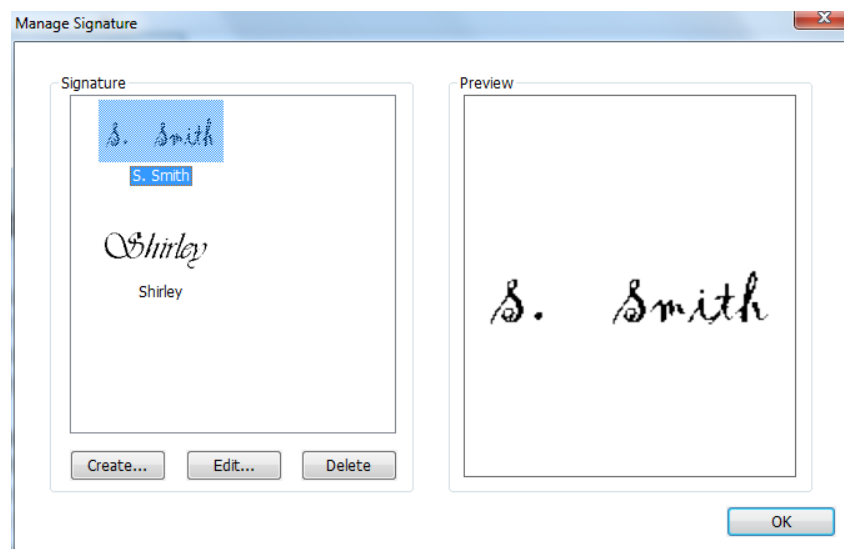 Manage Signature
Signature
S. Smith
S. Smith
Shirley
Shirley
Create... Edit... Delete
Preview
S. Smith
OK